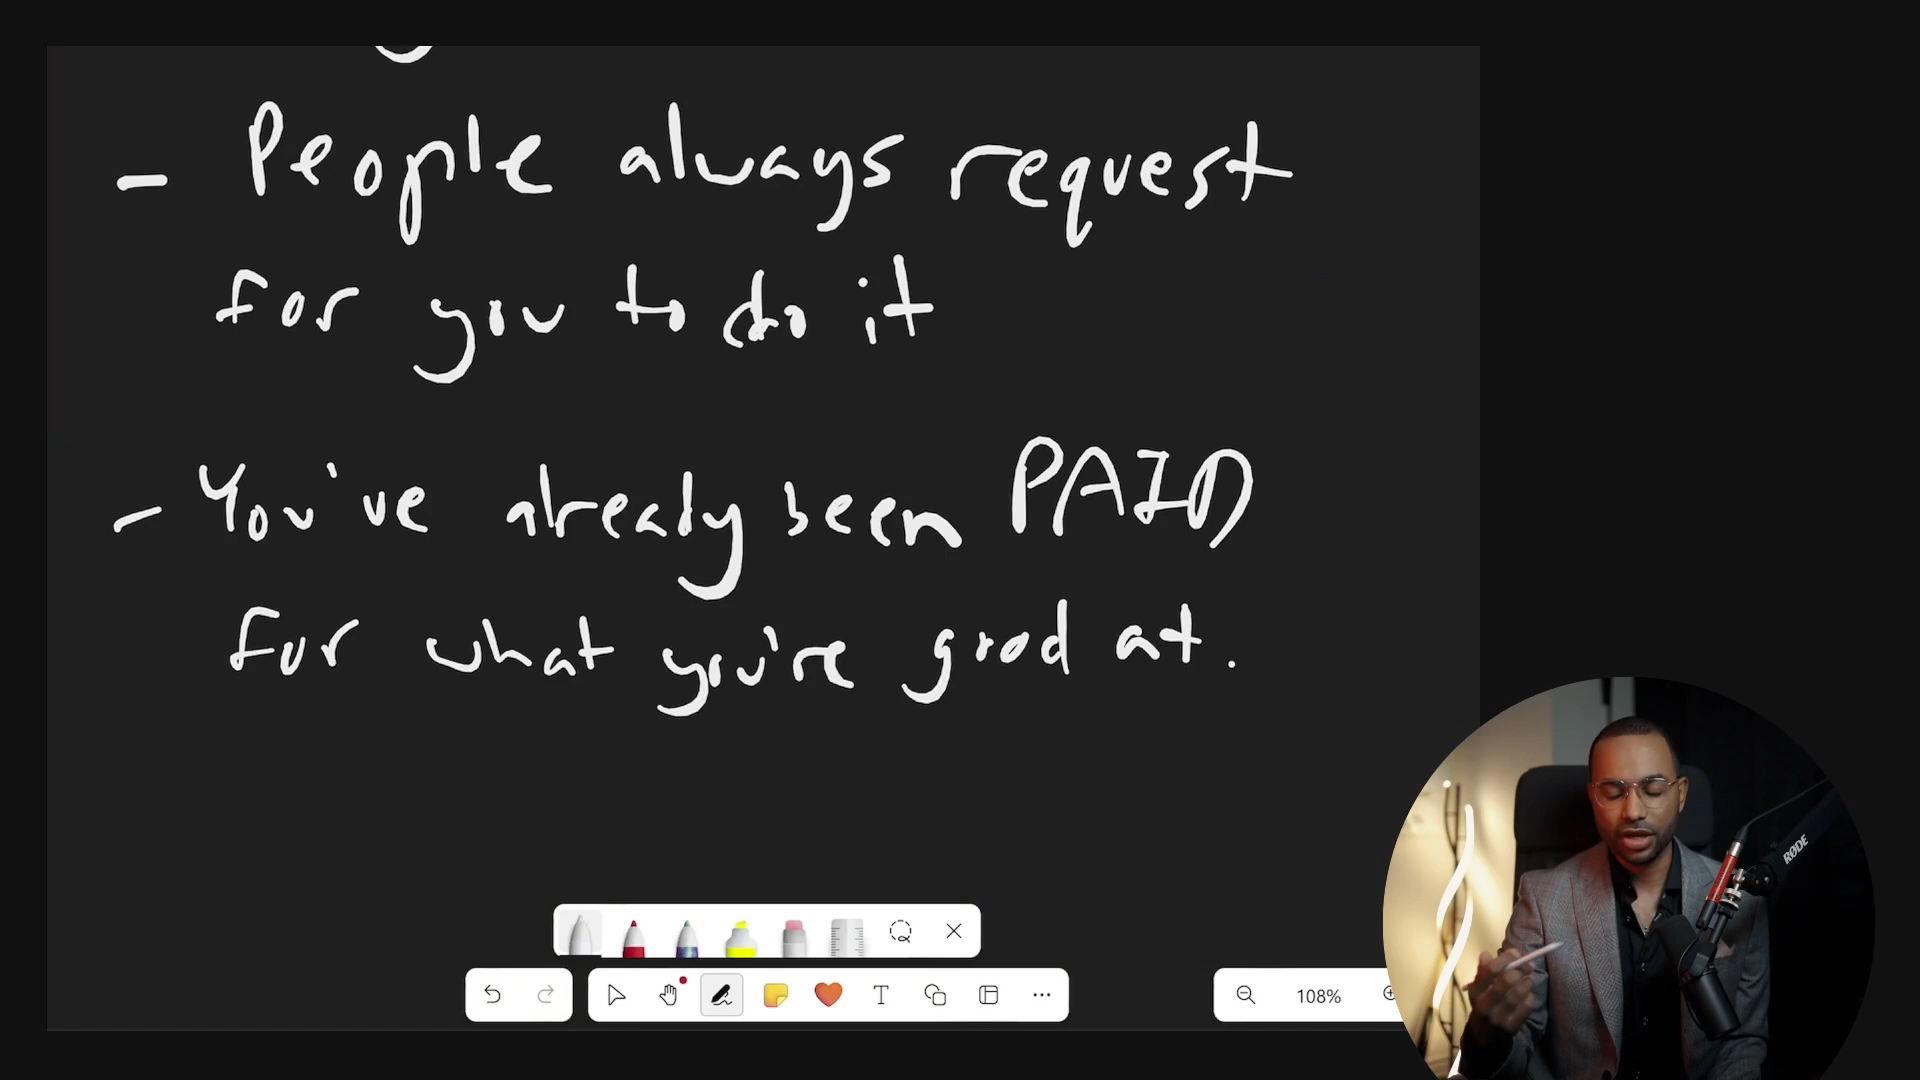 - People always request
for you to do it
- You've already been PAID
for what you're good at.
T
108%
RØDE